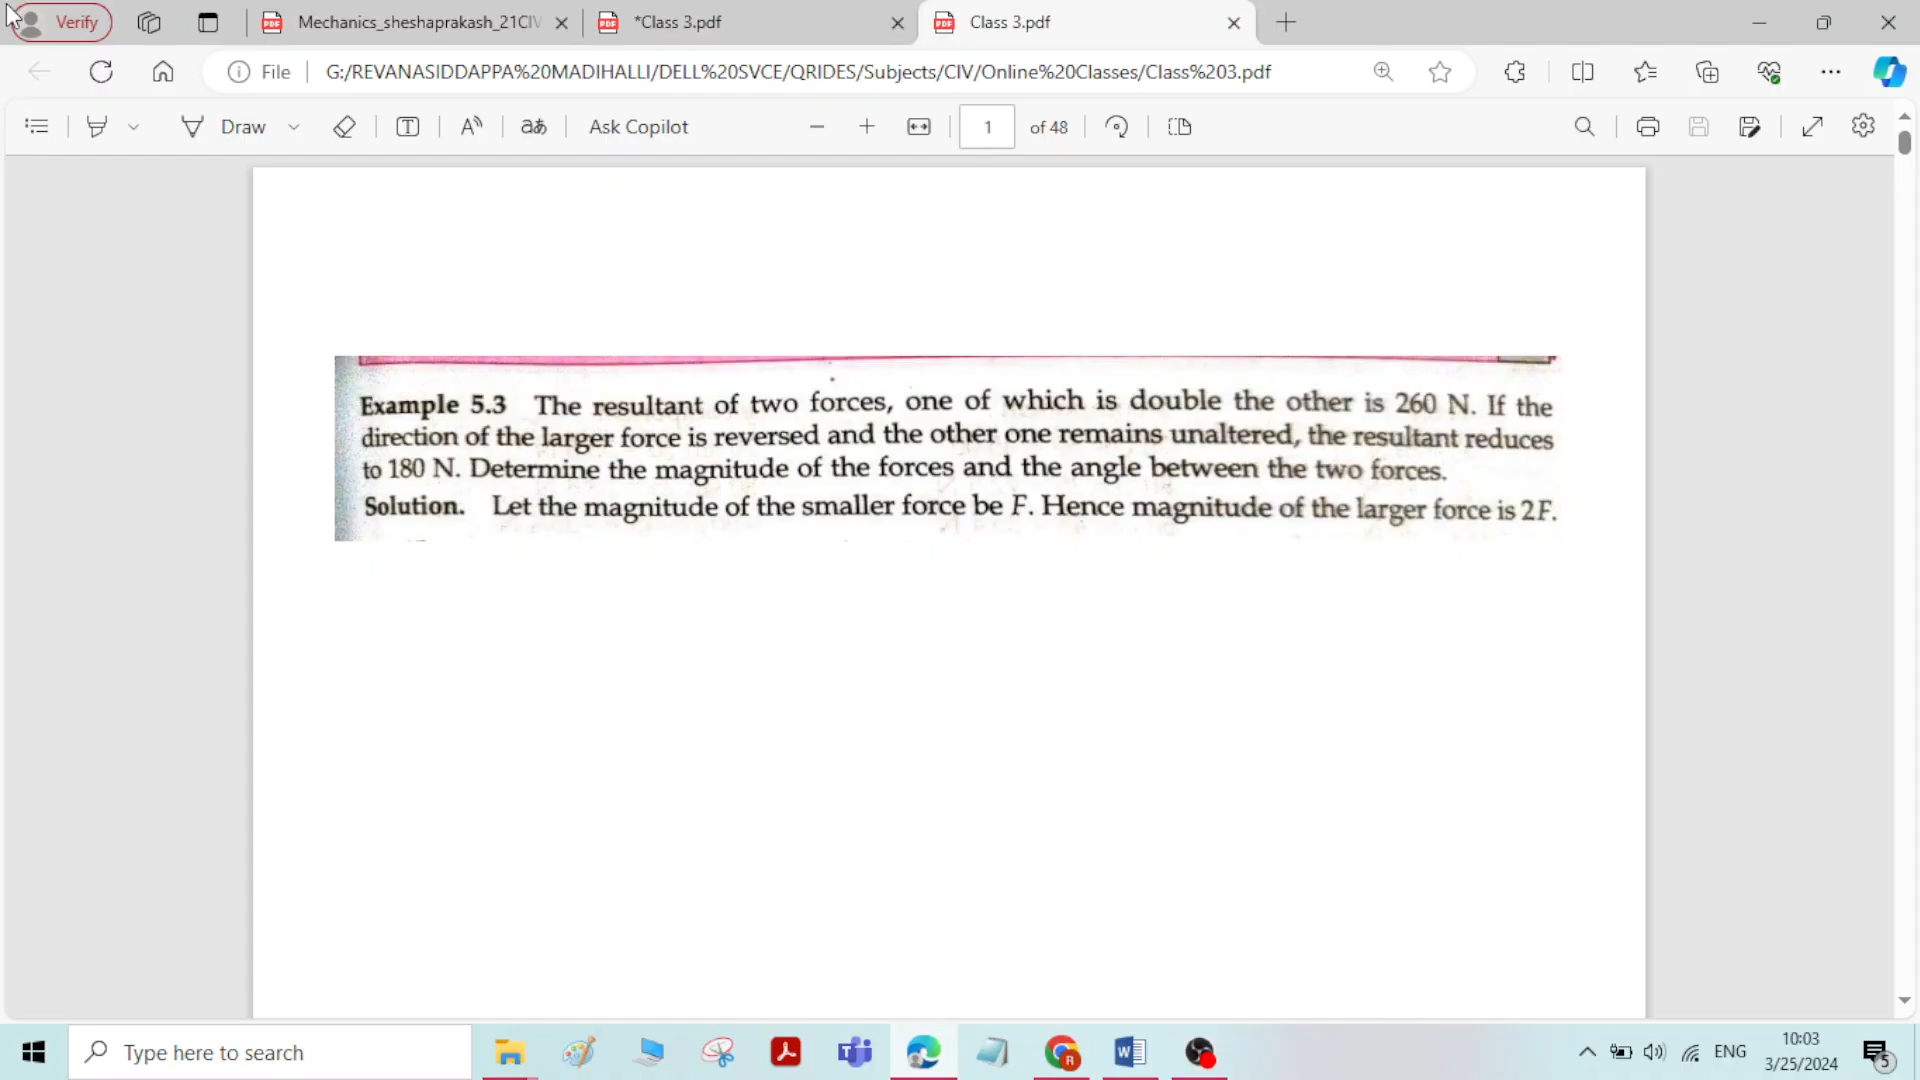 Verify
Mechanics_sheshaprakash_21CIV
*Class 3.pdf
Class 3.pdf
File
G:/REVANASIDDAPPA%20MADIHALLI/DELL%20SVCE/QRIDES/Subjects/CIV/Online%20Classes/Class%203.pdf
Draw
Ask Copilot
1
of 48
Example 5.3 The resultant of two forces, one of which is double the other is 260 N. If the
direction of the larger force is reversed and the other one remains unaltered, the resultant reduces
to 180 N. Determine the magnitude of the forces and the angle between the two forces.
Solution. Let the magnitude of the smaller force be F. Hence magnitude of the larger force is 2F.
Type here to search
ENG
10:03
3/25/2024
5